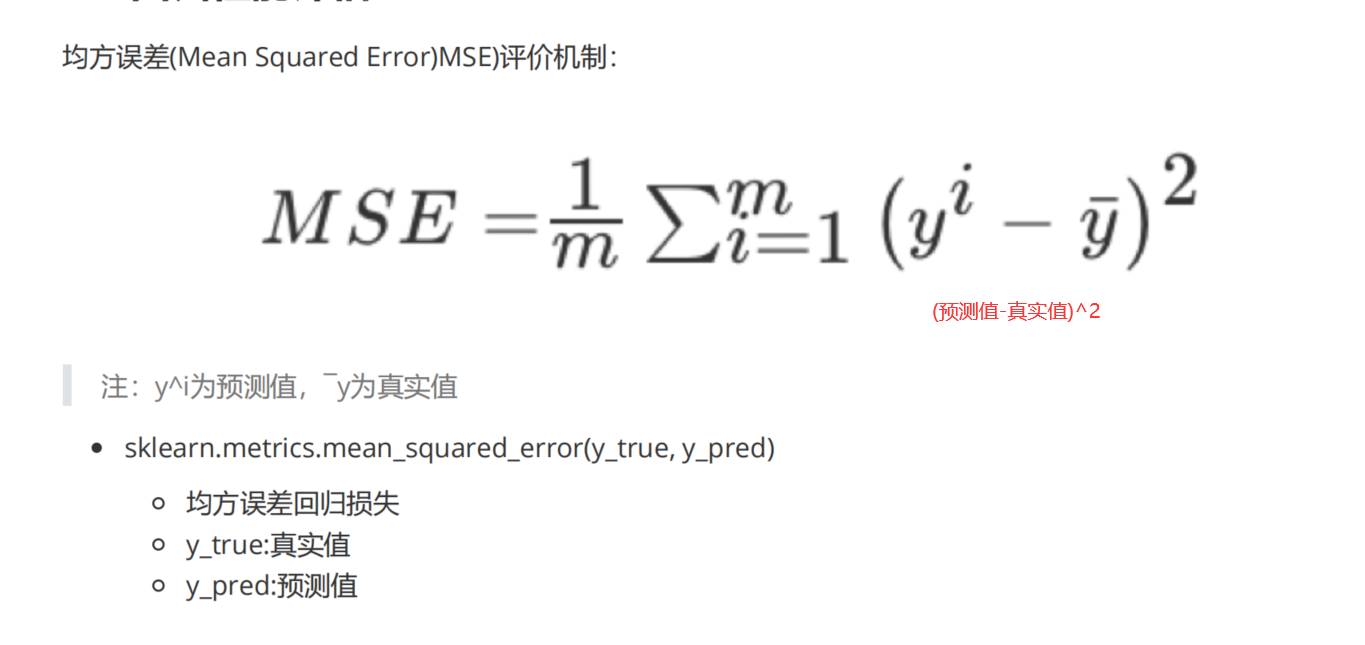 均方误差(Mean Squared Error)MSE)评价机制：
MSE = \frac{1}{m} \sum_{i=1}^{m} (y^i - \bar{y})^2
(预测值-真实值)^2
注：y^i为预测值，¯y为真实值
• sklearn.metrics.mean_squared_error(y_true, y_pred)
◦ 均方误差回归损失
◦ y_true:真实值
◦ y_pred:预测值